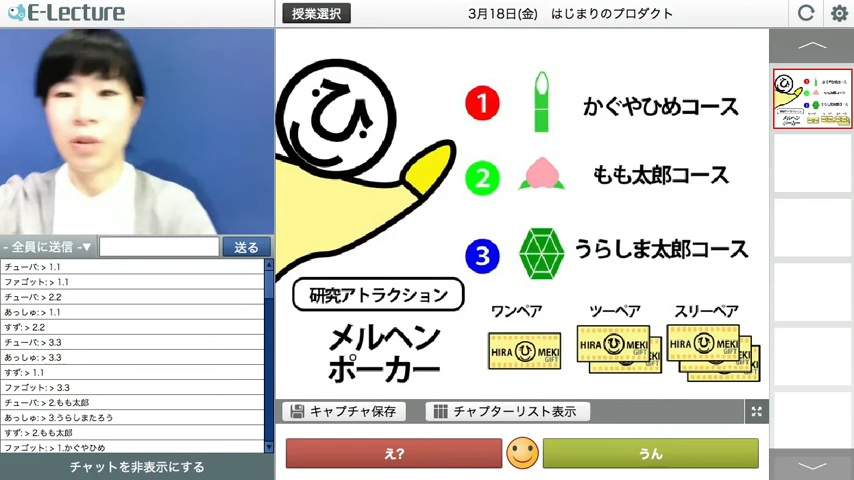 E-Lecture
授業選択
3月18日(金) はじまりのプロダクト
ひ
1 かぐやひめコース
2 もも太郎コース
3 うらしま太郎コース
研究アトラクション
メルヘン
ポーカー
ワンペア ツーペア スリーペア
HIRA ひ MEKI GIFT
HIRA ひ MEKI GIFT
HIRA ひ MEKI GIFT
- 全員に送信 -▼ 送る
チューバ: > 1.1
ファゴット: > 1.1
チューバ: > 2.2
あっしゅ: > 1.1
すず: > 2.2
チューバ: > 3.3
あっしゅ: > 3.3
すず: > 1.1
ファゴット: > 3.3
チューバ: > 2.もも太郎
あっしゅ: > 3.うらしまたろう
すず: > 2.もも太郎
ファゴット: > 1.かぐやひめ
チャットを非表示にする
キャプチャ保存
チャプターリスト表示
え?
うん